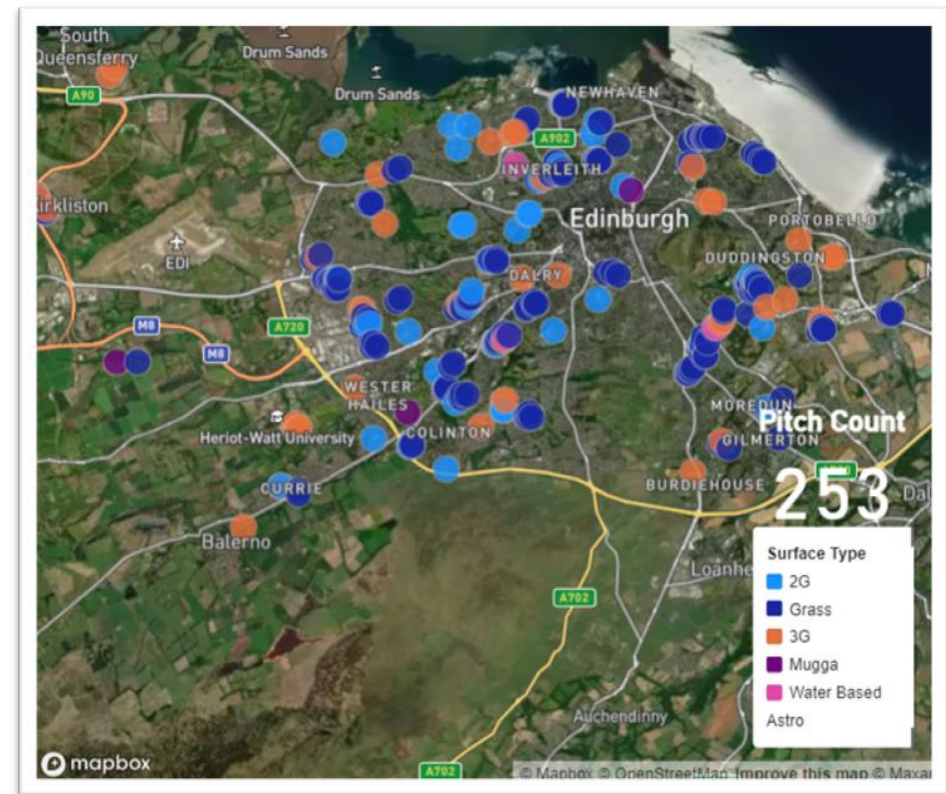 South
Queensferry
Drum Sands
A90
Drum Sands
NEWHAVEN
A902
INVERLEITH
Kirkliston
Edinburgh
PORTOBELLO
EDI
DUDDINGSTON
DALRY
M8
A720
M8
WESTER
HAILES
MOREDUN
Pitch Count
Heriot-Watt University
COLINTON
GILMERTON
CURRIE
BURDIEHOUSE
253
Dal
Balerno
Surface Type
Loanhe
2G
A702
Grass
3G
Mugga
Water Based
Auchendinny
Astro
mapbox
A702
© Mapbox © OpenStreetMap Improve this map © Maxar